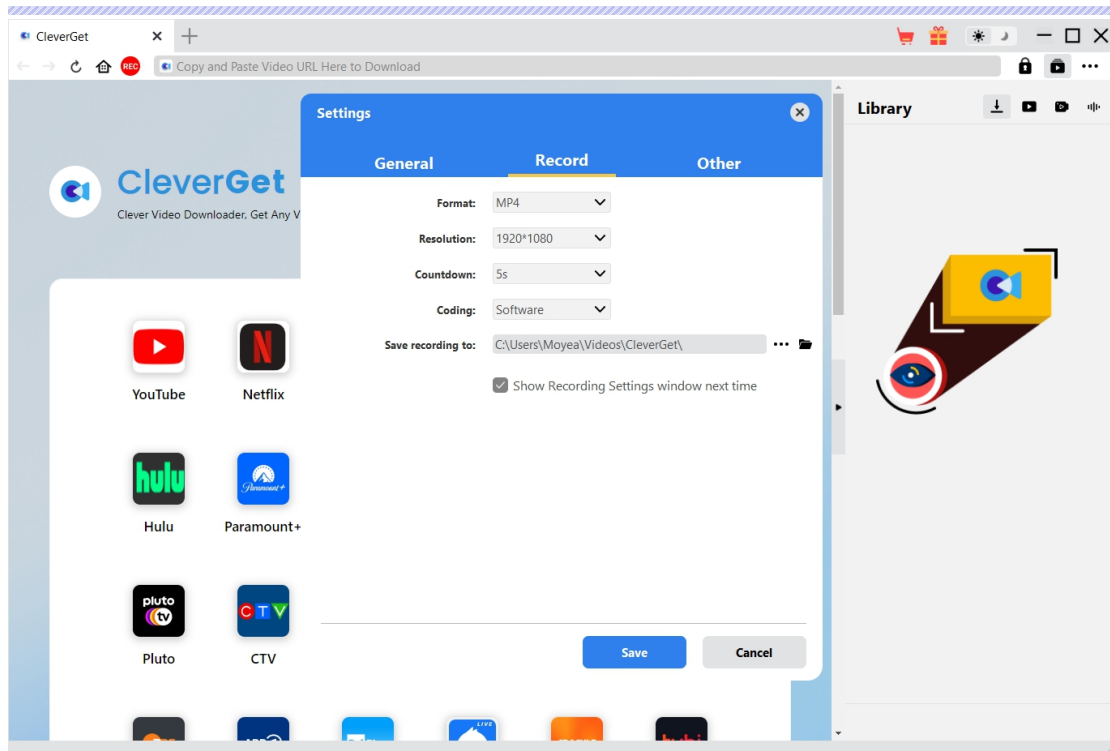 CleverGet
REC
Copy and Paste Video URL Here to Download
Settings
General Record Other
Library
CleverGet
Clever Video Downloader. Get Any V
Format: MP4
Resolution: 1920*1080
Countdown: 5s
Coding: Software
Save recording to: C:\Users\Moyea\Videos\CleverGet\
Show Recording Settings window next time
N
YouTube Netflix
hulu Paramount+
Hulu Paramount+
pluto tv CTV
Pluto CTV
Save Cancel
LIVE